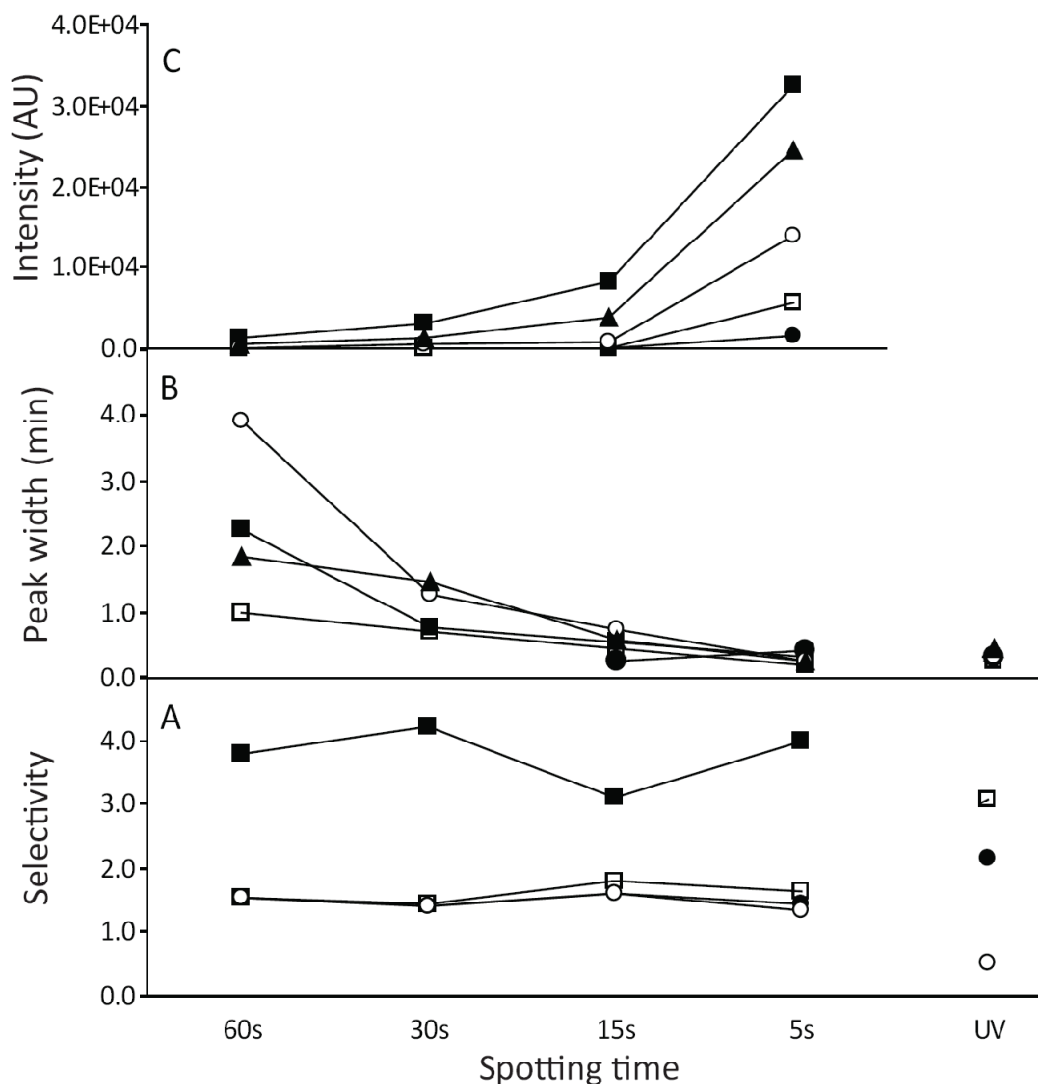 C
Intensity (AU)
4.0E+04
3.0E+04
2.0E+04
1.0E+04
0.0
B
Peak width (min)
4.0
3.0
2.0
1.0
0.0
A
Selectivity
4.0
3.0
2.0
1.0
0.0
60s 30s 15s 5s UV
Spotting time